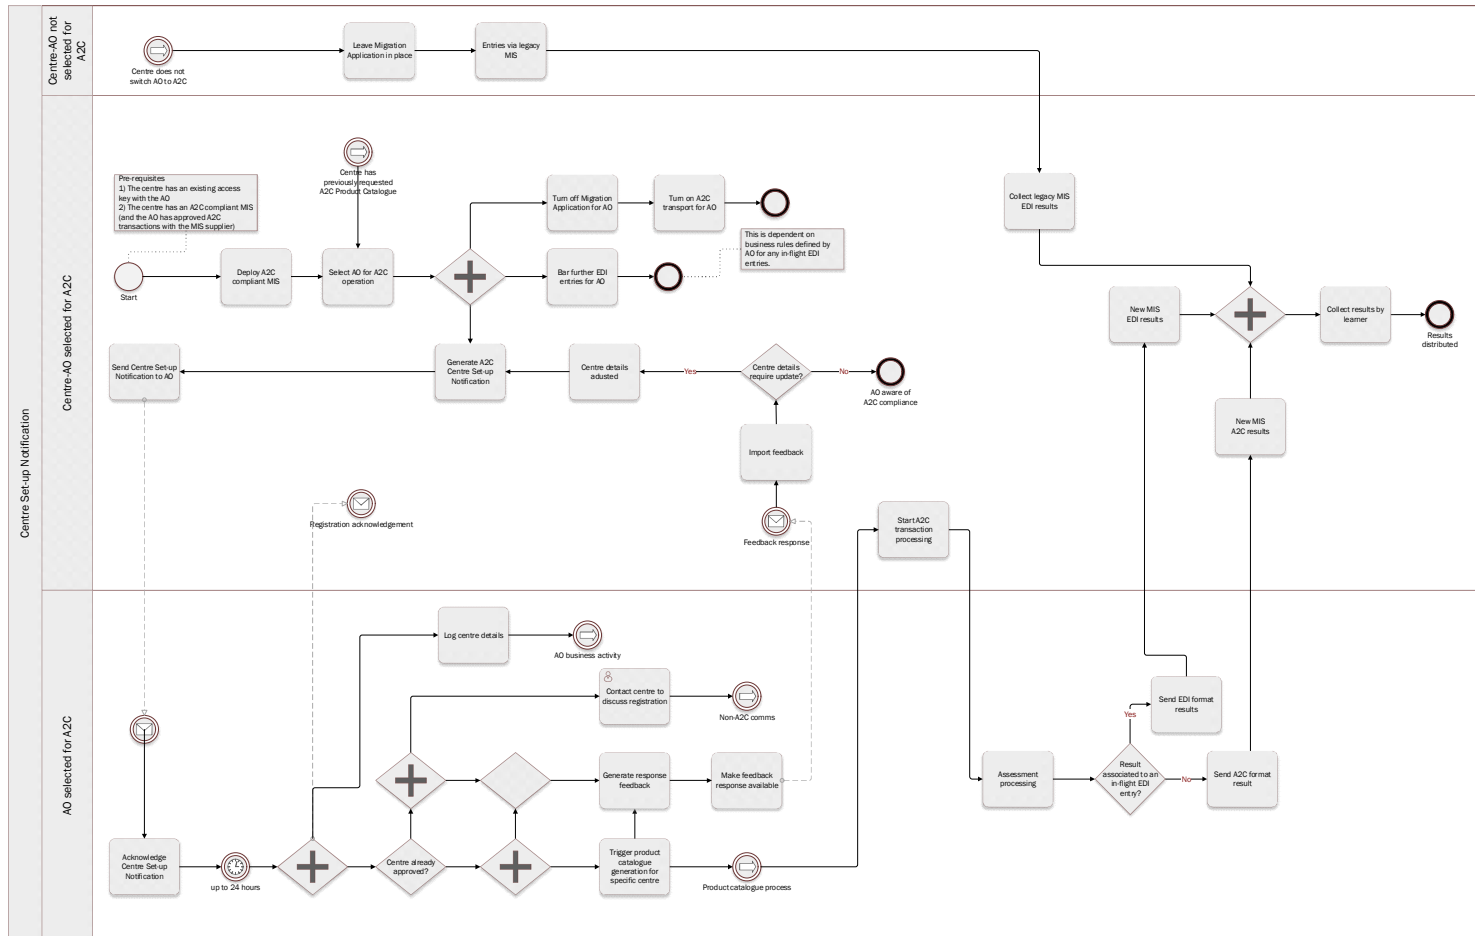 Centre Set-up Notification
Centre-AO not
selected for
A2C
Centre does not
switch AO to A2C
Leave Migration
Application in place
Entries via legacy
MIS
Centre-AO selected for A2C
Pre-requisites
1) The centre has an existing access
key with the AO
2) The centre has an A2C compliant MIS
(and the AO has approved A2C
transactions with the MIS supplier)
Start
Deploy A2C
compliant MIS
Centre has
previously requested
A2C Product Catalogue
Select AO for A2C
operation
Turn off Migration
Application for AO
Turn on A2C
transport for AO
Bar further EDI
entries for AO
This is dependent on
business rules defined by
AO for any in-flight EDI
entries.
Collect legacy MIS
EDI results
New MIS
EDI results
Collect results by
learner
Results
distributed
Send Centre Set-up
Notification to AO
Generate A2C
Centre Set-up
Notification
Centre details
adusted
Yes
Centre details
require update?
No
AO aware of
A2C compliance
New MIS
A2C results
Import feedback
Registration acknowledgement
Feedback response
Start A2C
transaction
processing
AO selected for A2C
Log centre details
AO business activity
Contact centre to
discuss registration
Non-A2C comms
Send EDI format
results
Yes
Generate response
feedback
Make feedback
response available
Assessment
processing
Result
associated to an
in-flight EDI
entry?
No
Send A2C format
result
Acknowledge
Centre Set-up
Notification
up to 24 hours
Centre already
approved?
Trigger product
catalogue
generation for
specific centre
Product catalogue process